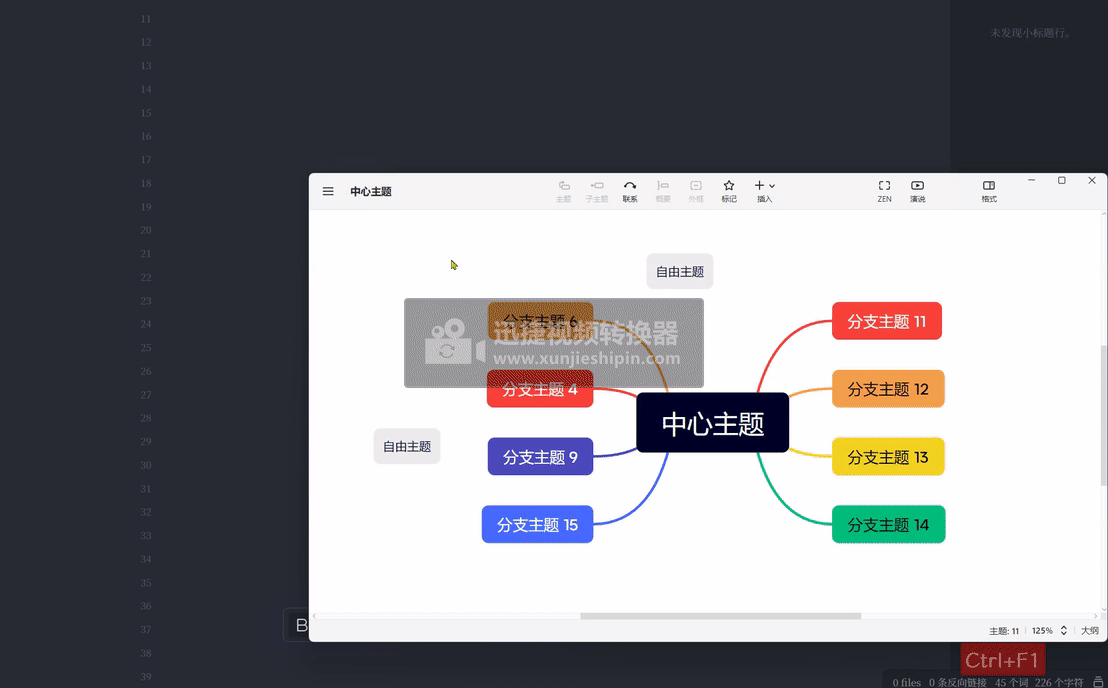 11
12
13
14
15
16
17
18
19
20
21
22
23
24
25
26
27
28
29
30
31
32
33
34
35
36
37
38
39
未发现小标题行。
中心主题
主题 子主题 联系 概要 外框 标记 插入 ZEN 演说 格式
自由主题
分支主题 6
分支主题 11
迅捷视频转换器
www.xunjieshipin.com
分支主题 4
分支主题 12
中心主题
自由主题
分支主题 9
分支主题 13
分支主题 15
分支主题 14
B
主题: 11 125% 大纲
Ctrl+F1
0 files 0 条反向链接 45 个词 226 个字符